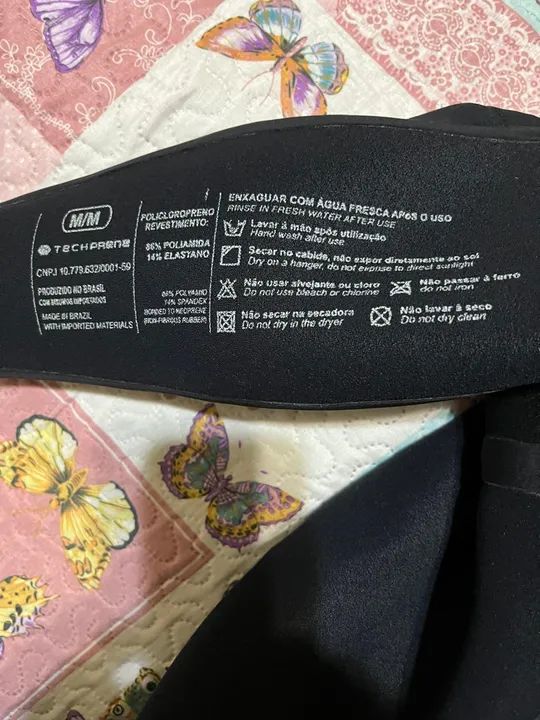 M/M
TECHPRENE
CNPJ 10.779.632/0001-59
PRODUZIDO NO BRASIL
COM INSUMOS IMPORTADOS
MADE IN BRAZIL
WITH IMPORTED MATERIALS
POLICLOROPRENO
REVESTIMENTO:
86% POLIAMIDA
14% ELASTANO
86% POLYAMID
14% SPANDEX
BONDED TO NEOPRENE
(NON-FIBROUS RUBBER)
ENXAGUAR COM ÁGUA FRESCA APÓS O USO
RINSE IN FRESH WATER AFTER USE
Lavar à mão após utilização
Hand wash after use
Secar no cabide, não expor diretamente ao sol
Dry on a hanger, do not expose to direct sunlight
Não usar alvejante ou cloro
Do not use bleach or chlorine
Não passar à ferro
do not iron
Não secar na secadora
Do not dry in the dryer
Não lavar à seco
Do not dry clean